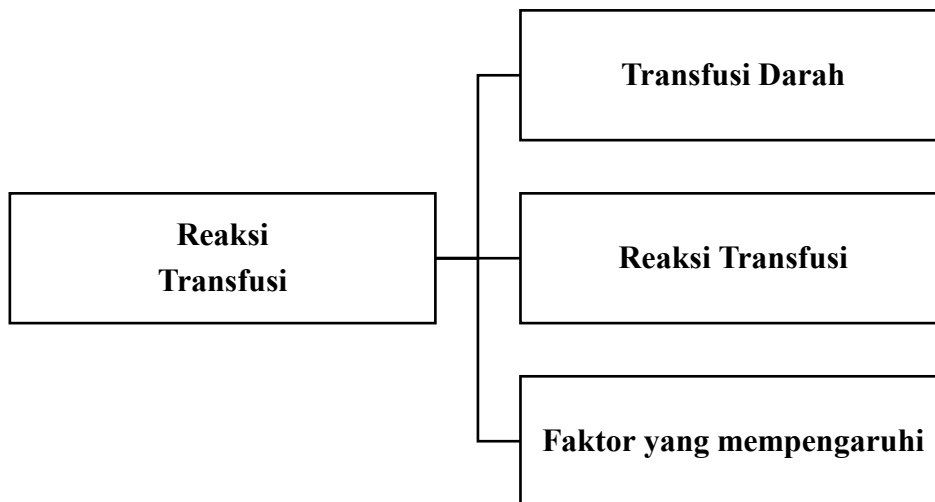 Transfusi Darah
Reaksi
Transfusi
Reaksi Transfusi
Faktor yang mempengaruhi